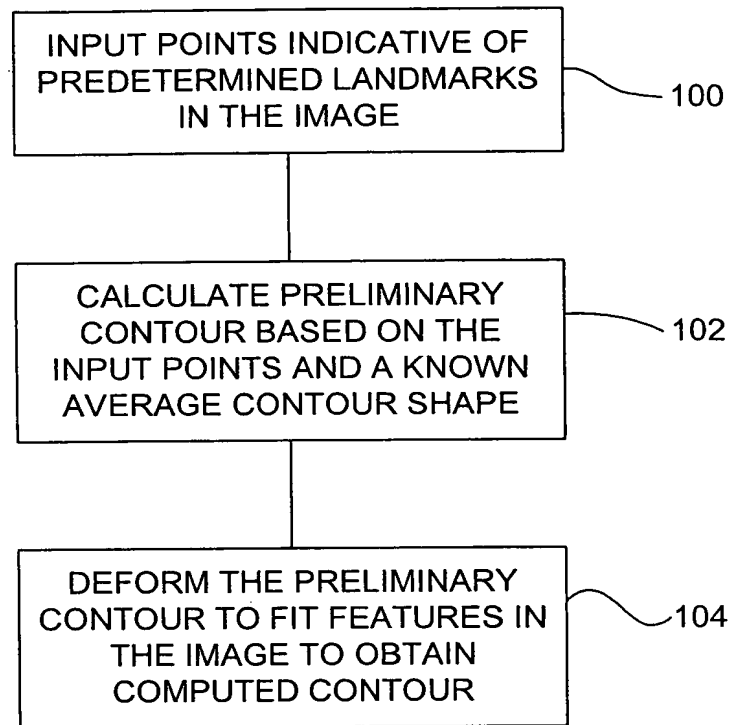 INPUT POINTS INDICATIVE OF
PREDETERMINED LANDMARKS
IN THE IMAGE
100
CALCULATE PRELIMINARY
CONTOUR BASED ON THE
INPUT POINTS AND A KNOWN
AVERAGE CONTOUR SHAPE
102
DEFORM THE PRELIMINARY
CONTOUR TO FIT FEATURES IN
THE IMAGE TO OBTAIN
COMPUTED CONTOUR
104